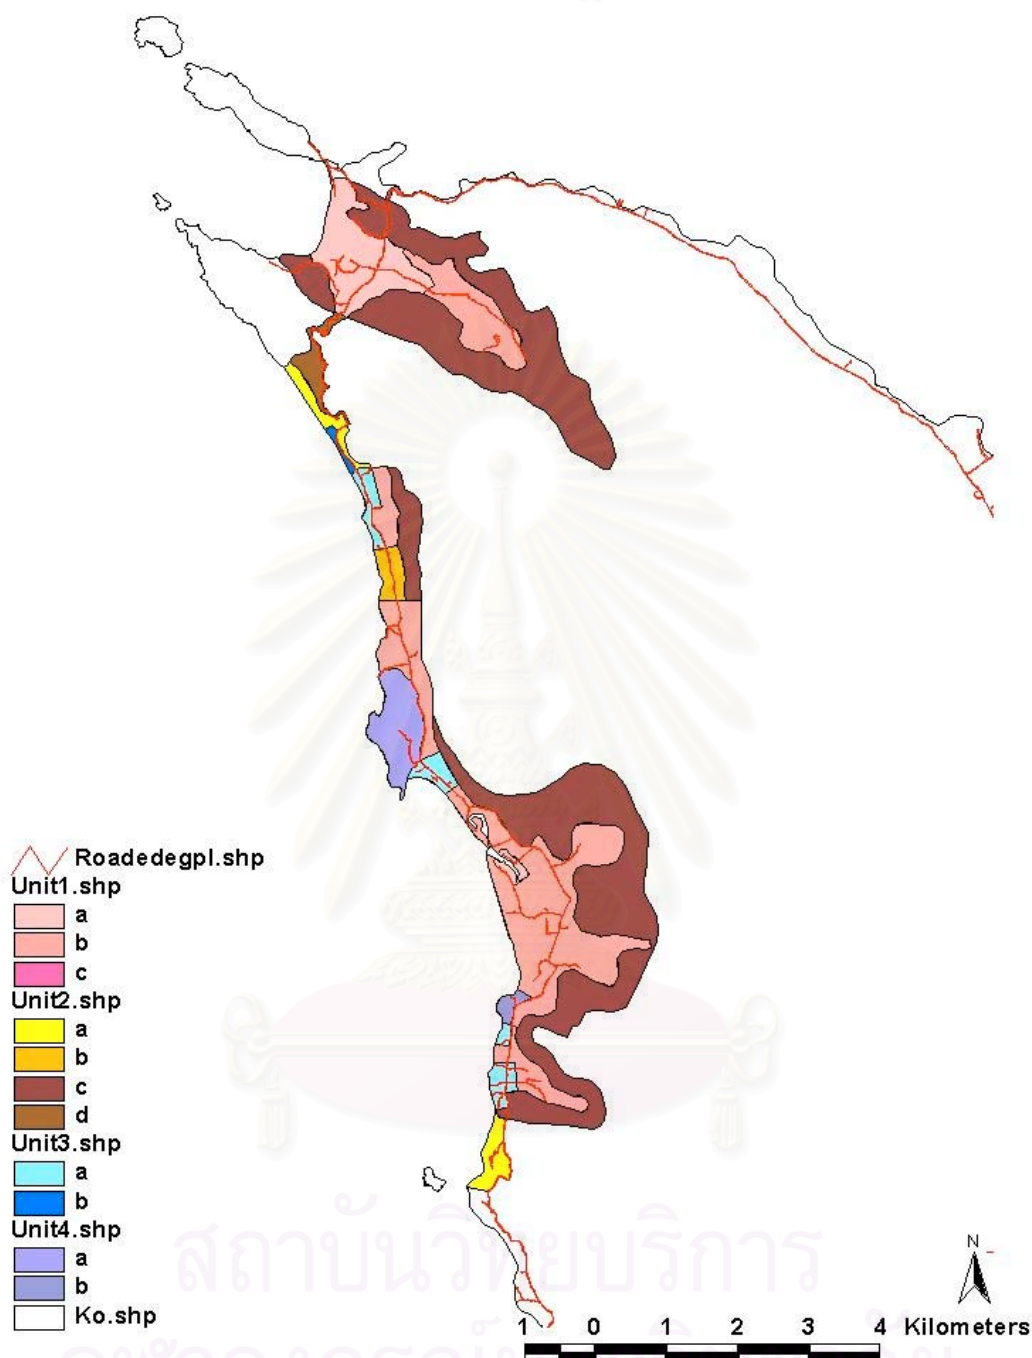 Roadedegpl.shp
Unit1.shp
a
b
c
Unit2.shp
a
b
c
d
Unit3.shp
a
b
Unit4.shp
a
b
Ko.shp
N
1 0 1 2 3 4 Kilometers
สถาบันวิทยบริการ